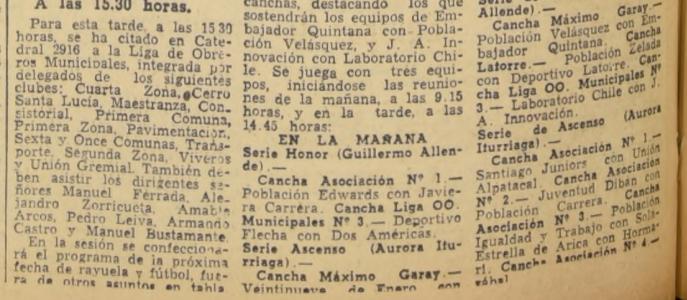 A las 15.30 horas.
Para esta tarde, a las 15 30
horas, se ha citado en Cate-
dral 2916 a la Liga de Obre-
ros Municipales, integrada por
delegados de los siguientes
clubes: Cuarta Zona, Cerro
Santa Lucía, Maestranza, Con-
sistorial, Primera Comuna,
Primera Zona, Pavimentación,
Sexta y Once Comunas, Trans-
porte, Segunda Zona, Viveros
y Unión Gremial. También de-
ben asistir los dirigentes se-
ñores Manuel Ferrada, Ale-
jandro Zorricueta, Amable
Arcos, Pedro Leiva, Armando
Castro y Manuel Bustamante.
En la sesión se confecciona-
rá el programa de la próxima
fecha de rayuela y fútbol, fue-
ra de otros asuntos en tabla
canchas, destacando los que
sostendrán los equipos de Em-
bajador Quintana con Pobla-
ción Velásquez, y J. A. In-
novación con Laboratorio Chi-
le. Se juega con tres equi-
pos, iniciándose las reunio-
nes de la mañana, a las 9.15
horas, y en la tarde, a las
14.45 horas:
EN LA MAÑANA
Serie Honor (Guillermo Allen-
de).—
Cancha Asociación Nº 1.—
Población Edwards con Javie-
ra Carrera. Cancha Liga OO.
Municipales Nº 3.— Deportivo
Flecha con Dos Américas.
Serie Ascenso (Aurora Itu-
rriaga).—
Cancha Máximo Garay.—
Veintinueve de Enero con
Allende).—
Cancha Máximo Garay.—
Población Velásquez con Em-
bajador Quintana. Cancha
Latorre.— Población Zelada
con Deportivo Latorre. Can-
cha Liga OO. Municipales Nº
3.— Laboratorio Chile con J.
A. Innovación.
Serie de Ascenso (Aurora
Iturriaga).—
Cancha Asociación Nº 1.—
Santiago Juniors con Unión
Alpatacal. Cancha Asociación
Nº 2.— Juventud Dibán con
Población Carrera. Cancha
Asociación Nº 3.— Población
Igualdad y Trabajo con Sola-
Estrella de Arica con Horma-
ri. Cancha Asociación Nº 4.—